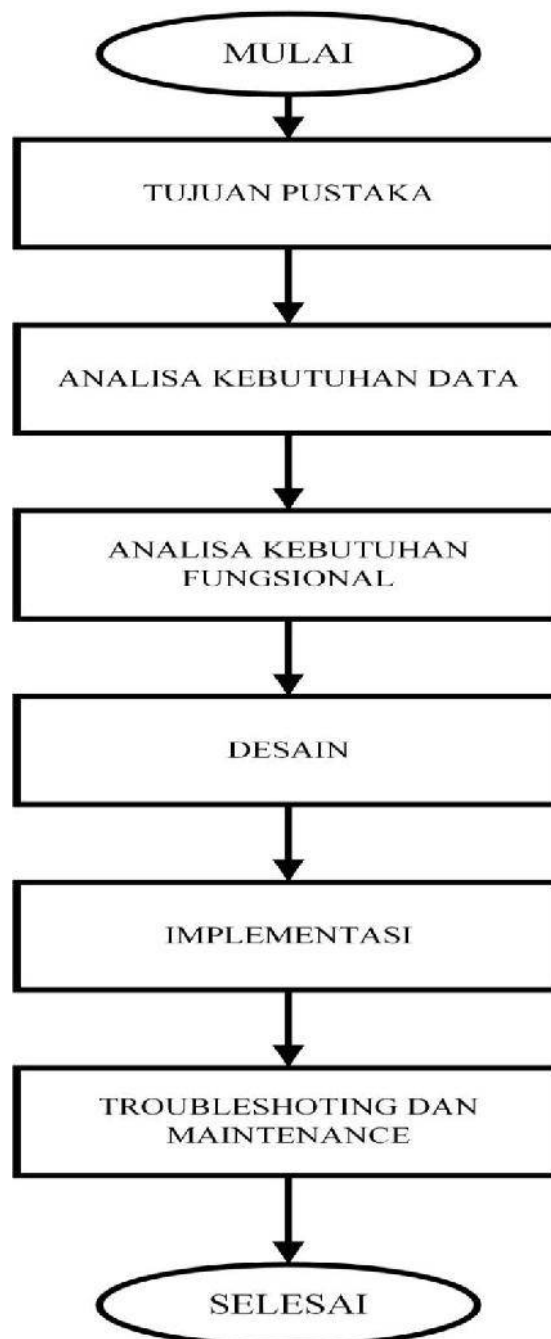 MULAI
TUJUAN PUSTAKA
ANALISA KEBUTUHAN DATA
ANALISA KEBUTUHAN
FUNGSIONAL
DESAIN
IMPLEMENTASI
TROUBLESHOTING DAN
MAINTENANCE
SELESAI